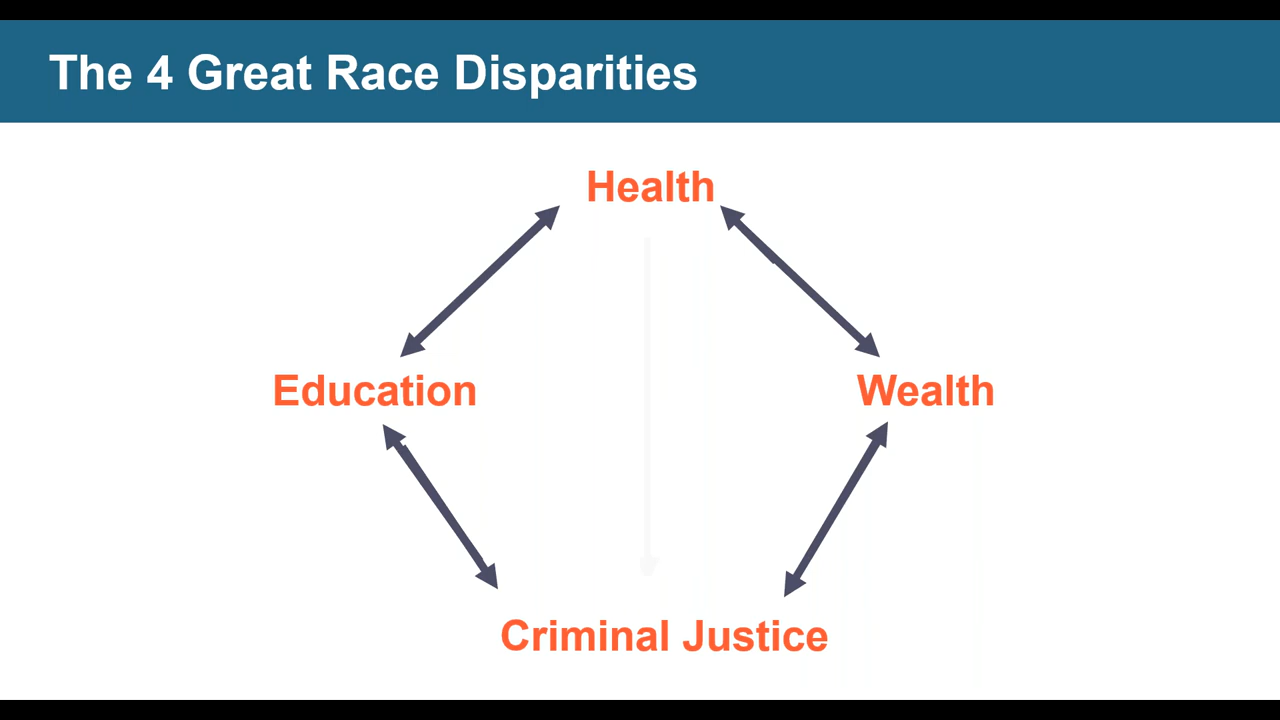 The 4 Great Race Disparities
Health
Education
Wealth
Criminal Justice